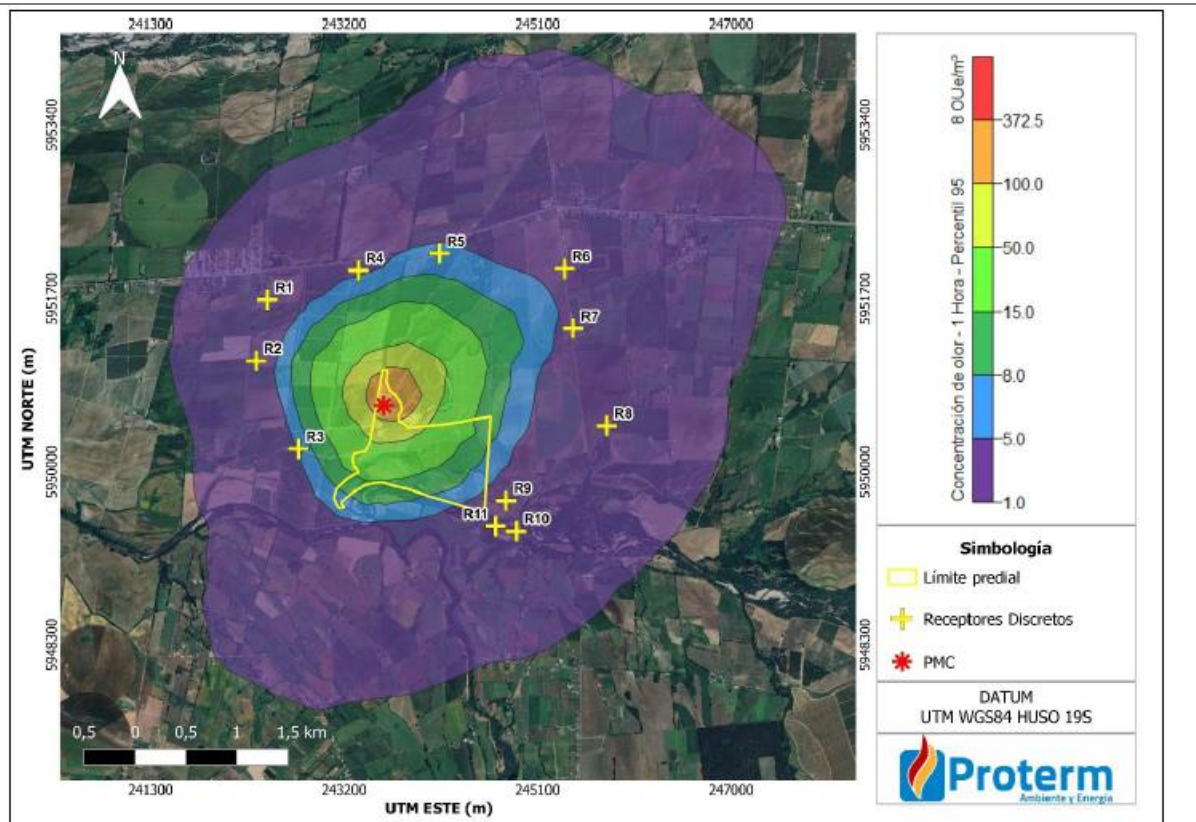 241300 243200 245100 247000
N
5953400
5953400
5951700
5951700
5950000
5950000
5948300
5948300
UTM NORTE (m)
R5
R4
R6
R1
R7
R2
R8
R3
R9
R11
R10
0,5 0 0,5 1 1,5 km
241300 243200 245100 247000
UTM ESTE (m)
Concentración de olor - 1 Hora - Percentil 95
8 OUe/m³
372.5
100.0
50.0
15.0
8.0
5.0
1.0
Simbología
Límite predial
Receptores Discretos
PMC
DATUM
UTM WGS84 HUSO 19S
Proterm
Ambiente y Energía